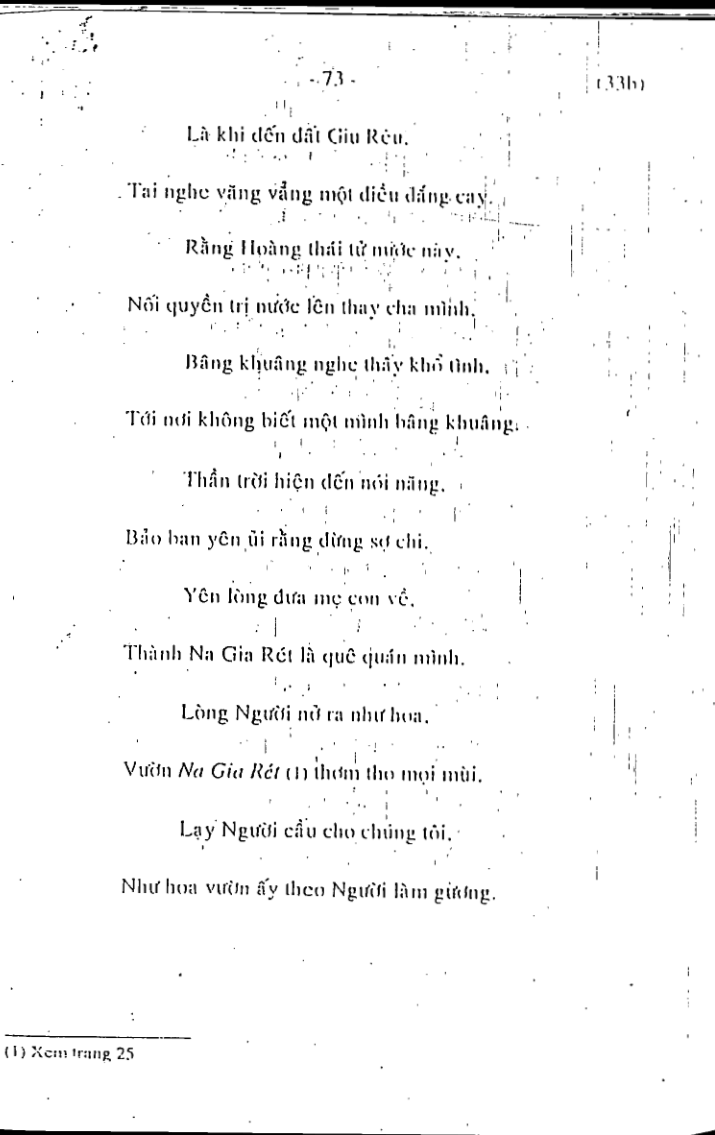 - 73 -
(33b)
Là khi đến đất Giu Rêu.
Tai nghe văng vẳng một điều đắng cay.
Rằng Hoàng thái tử nước này.
Nối quyền trị nước lên thay cha mình.
Bâng khuâng nghe thấy khổ tình.
Tới nơi không biết một mình bâng khuâng.
Thần trời hiện đến nói năng.
Bảo ban yên ủi rằng đừng sợ chi.
Yên lòng đưa mẹ con về.
Thành Na Gia Rét là quê quán mình.
Lòng Người nở ra như hoa.
Vườn Na Gia Rét (1) thơm tho mọi mùi.
Lạy Người cầu cho chúng tôi.
Như hoa vườn ấy theo Người làm gương.
(1) Xem trang 25